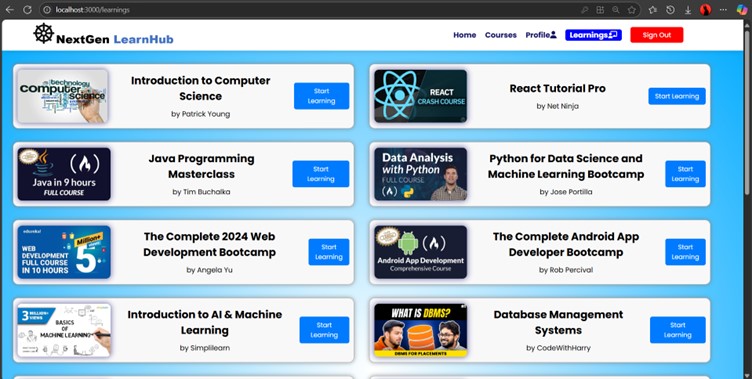 localhost:3000/learnings
NextGen LearnHub
Home
Courses
Profile
Learnings
Sign Out
technology
computer
science
Introduction to Computer
Science
by Patrick Young
Start
Learning
REACT
CRASH COURSE
React Tutorial Pro
by Net Ninja
Start Learning
Java
Java in 9 hours
FULL COURSE
Java Programming
Masterclass
by Tim Buchalka
Start
Learning
Data Analysis
with Python
FULL COURSE
Python for Data Science and
Machine Learning Bootcamp
by Jose Portilla
Start
Learning
edureka!
WEB
DEVELOPMENT
FULL COURSE
IN 10 HOURS
5 Million+
The Complete 2024 Web
Development Bootcamp
by Angela Yu
Start
Learning
Android App Development
Comprehensive Course
The Complete Android App
Developer Bootcamp
by Rob Percival
Start
Learning
3 MILLION+
VIEWS
BASICS
OF
MACHINE LEARNING
Introduction to AI & Machine
Learning
by Simplilearn
Start
Learning
WHAT IS DBMS?
DBMS FOR PLACEMENTS
Database Management
Systems
by CodeWithHarry
Start
Learning